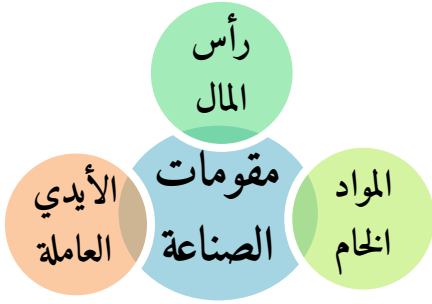 رأس
المال
مقومات
الصناعة
المواد
الخام
الأيدي
العاملة